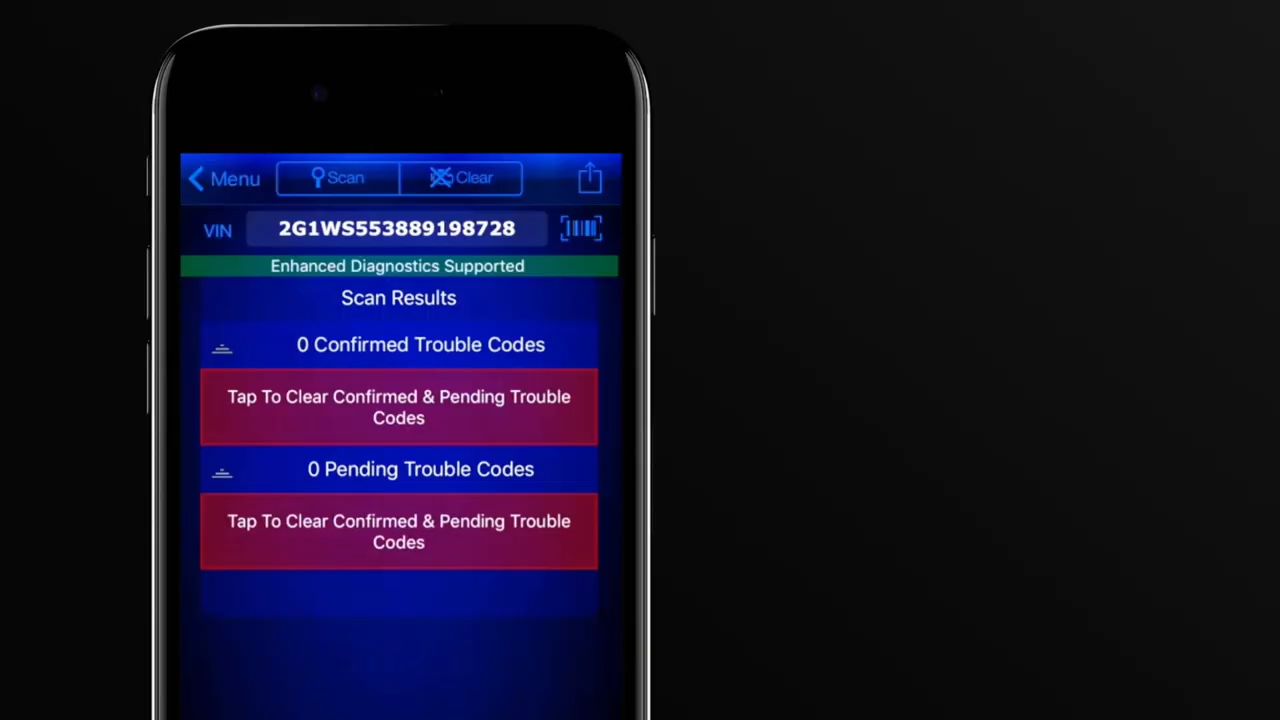 Menu
Scan
Clear
VIN
2G1WS553889198728
Enhanced Diagnostics Supported
Scan Results
0 Confirmed Trouble Codes
Tap To Clear Confirmed & Pending Trouble
Codes
0 Pending Trouble Codes
Tap To Clear Confirmed & Pending Trouble
Codes